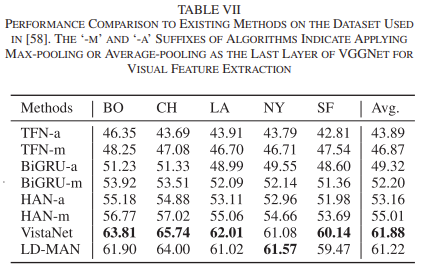 TABLE VII
PERFORMANCE COMPARISON TO EXISTING METHODS ON THE DATASET USED
IN [58]. THE ‘-M’ AND ‘-A’ SUFFIXES OF ALGORITHMS INDICATE APPLYING
MAX-POOLING OR AVERAGE-POOLING AS THE LAST LAYER OF VGGNET FOR
VISUAL FEATURE EXTRACTION
Methods BO CH LA NY SF Avg.
TFN-a 46.35 43.69 43.91 43.79 42.81 43.89
TFN-m 48.25 47.08 46.70 46.71 47.54 46.87
BiGRU-a 51.23 51.33 48.99 49.55 48.60 49.32
BiGRU-m 53.92 53.51 52.09 52.14 51.36 52.20
HAN-a 55.18 54.88 53.11 52.96 51.98 53.16
HAN-m 56.77 57.02 55.06 54.66 53.69 55.01
VistaNet 63.81 65.74 62.01 61.08 60.14 61.88
LD-MAN 61.90 64.00 61.02 61.57 59.47 61.22